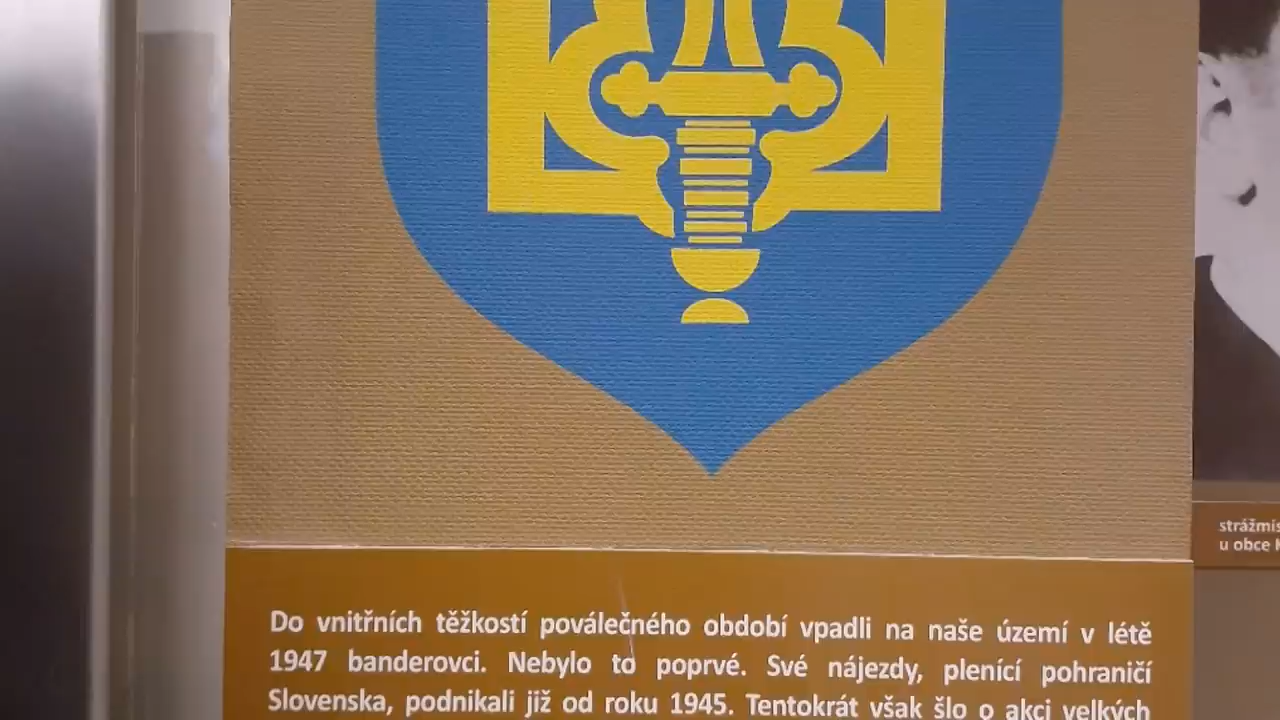 Do vnitřních těžkostí poválečného období vpadli na naše území v létě
1947 banderovci. Nebylo to poprvé. Své nájezdy, plenící pohraničí
Slovenska, podnikali již od roku 1945. Tentokrát však šlo o akci velkých
u obce